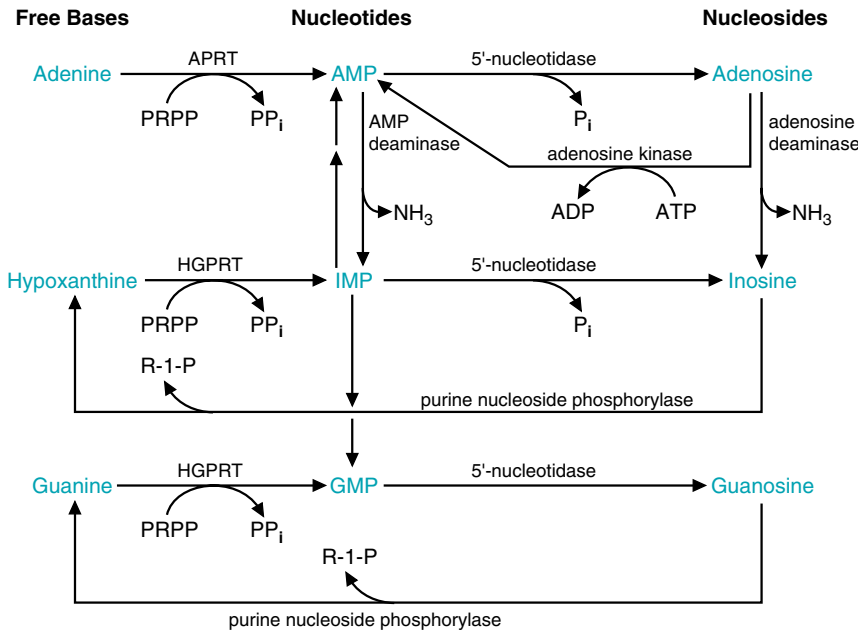 Free Bases Nucleotides Nucleosides
APRT 5'-nucleotidase
Adenine AMP Adenosine
PRPP PPi Pi
AMP
deaminase
adenosine
deaminase
adenosine kinase
NH3 ADP ATP NH3
HGPRT 5'-nucleotidase
Hypoxanthine IMP Inosine
PRPP PPi Pi
R-1-P
purine nucleoside phosphorylase
HGPRT 5'-nucleotidase
Guanine GMP Guanosine
PRPP PPi
R-1-P
purine nucleoside phosphorylase